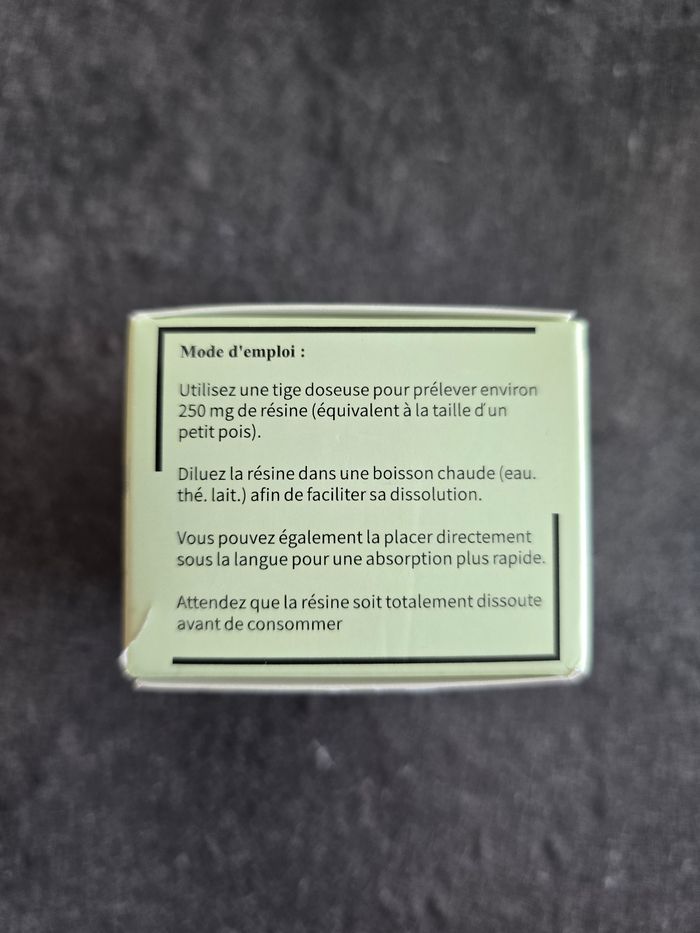 Mode d'emploi :
Utilisez une tige doseuse pour prélever environ
250 mg de résine (équivalent à la taille d'un
petit pois).
Diluez la résine dans une boisson chaude (eau.
thé. lait.) afin de faciliter sa dissolution.
Vous pouvez également la placer directement
sous la langue pour une absorption plus rapide.
Attendez que la résine soit totalement dissoute
avant de consommer